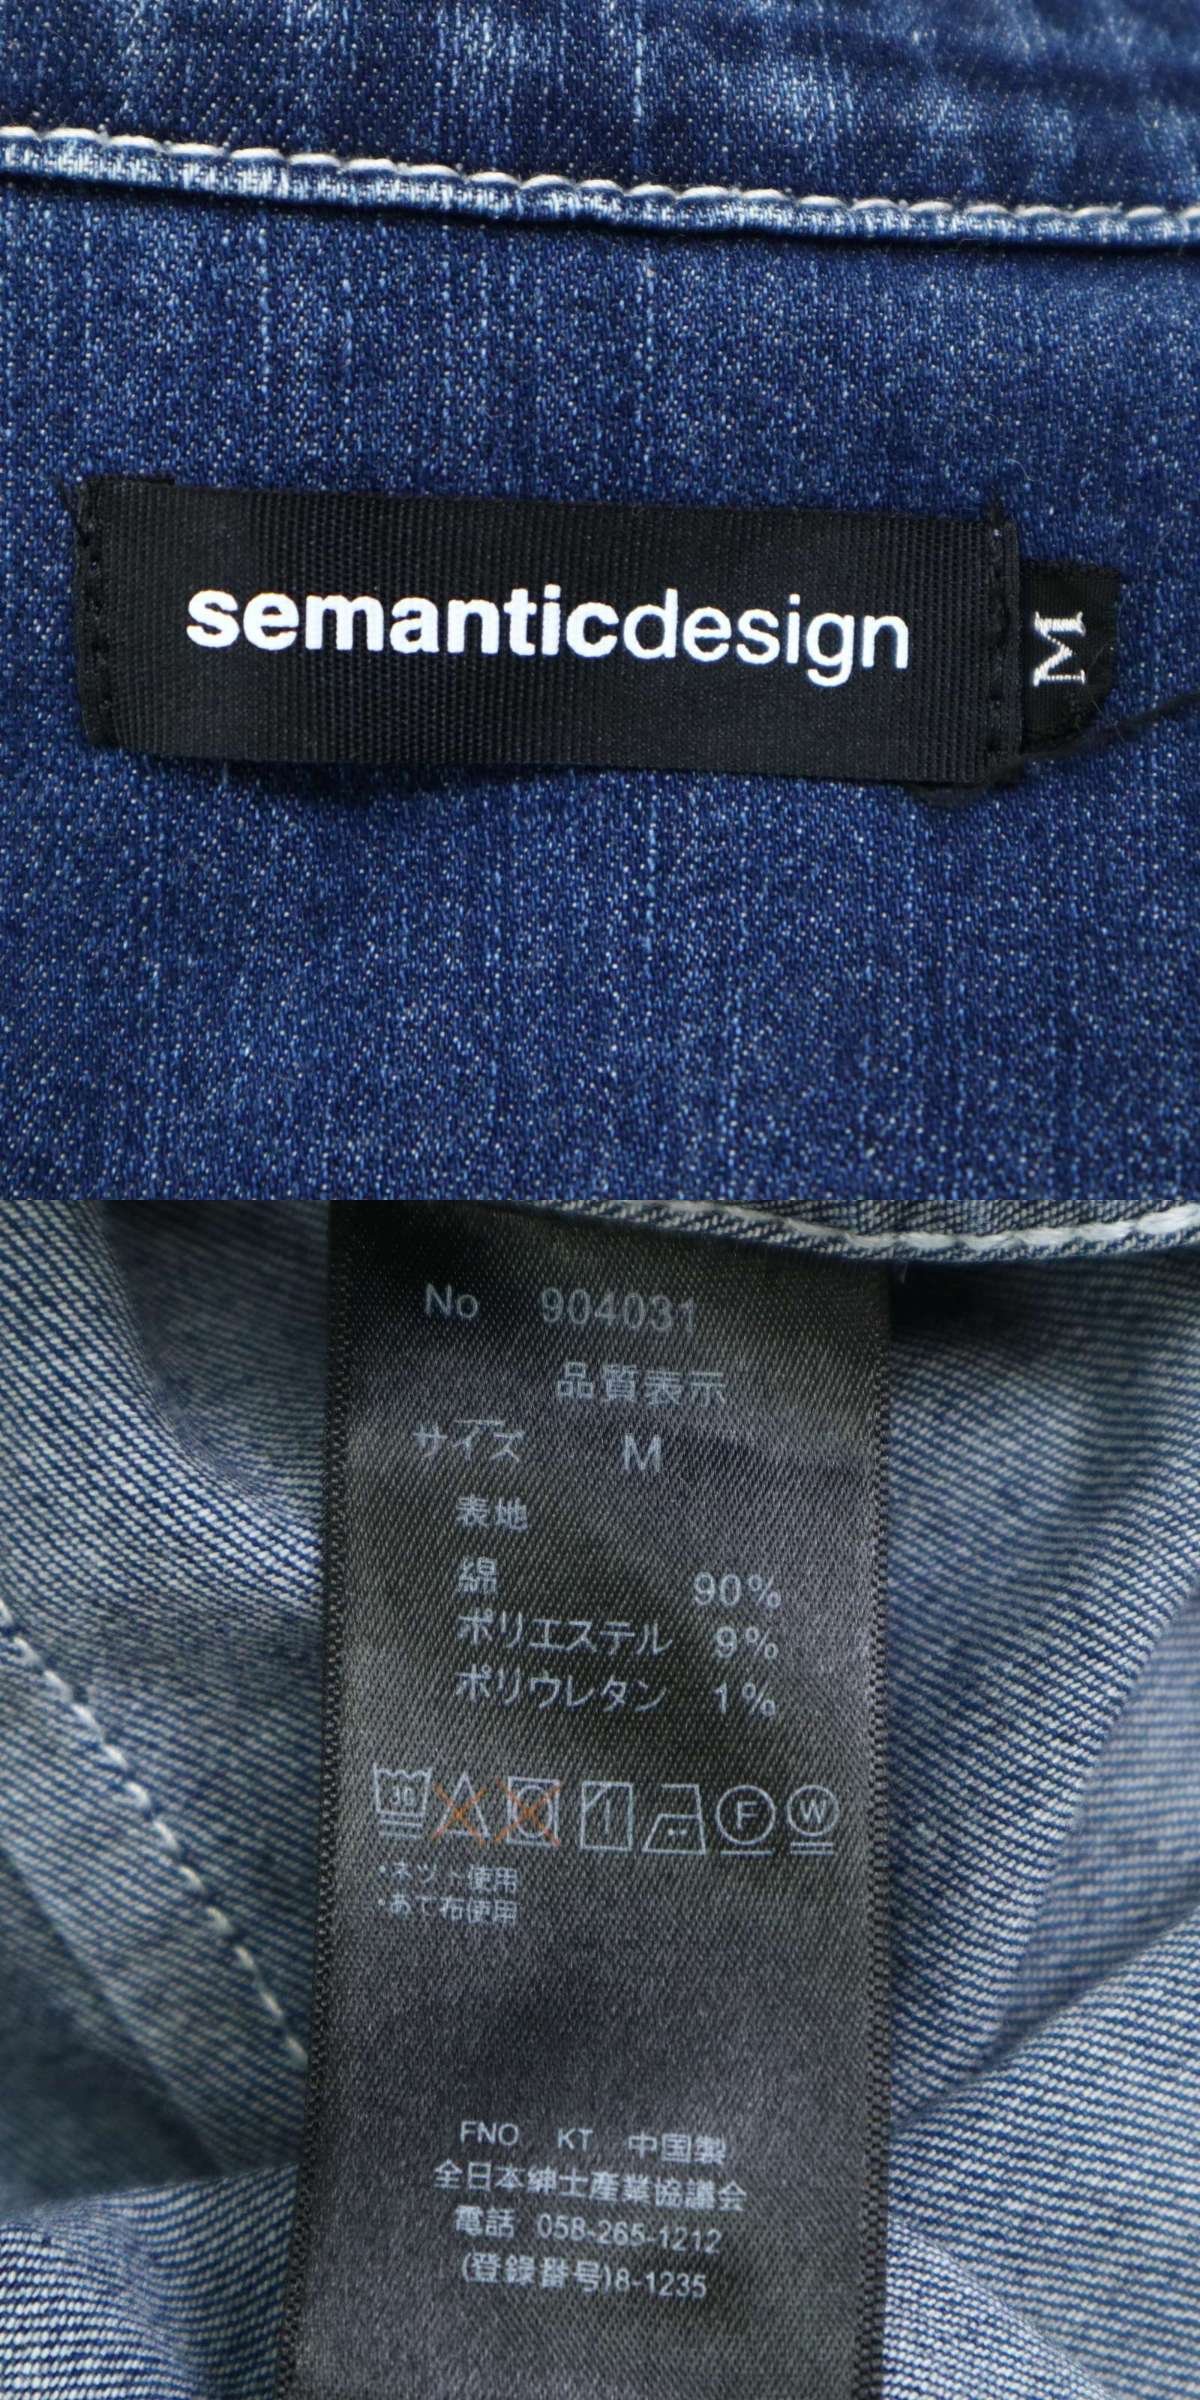 semanticdesign
M
No 904031
品質表示
サイズ M
表地
綿 90%
ポリエステル 9%
ポリウレタン 1%
30 F W
・ネット使用
・あて布使用
FNO KT 中国製
全日本紳士産業協議会
電話 058-265-1212
(登録番号)8-1235